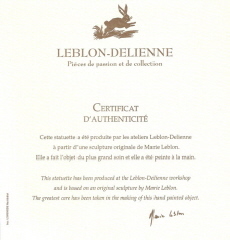 LEBLON-DELIENNE
Pièces de passion et de collection
CERTIFICAT
D'AUTHENTICITÉ
Cette statuette a été produite par les ateliers Leblon-Delienne
à partir d'une sculpture originale de Marie Leblon.
Elle a fait l'objet du plus grand soin et elle a été peinte à la main.
This statuette has been produced at the Leblon-Delienne workshop
and is based on an original sculpture by Marie Leblon.
The greatest care has been taken in the making of this hand painted object.
Marie Leblon